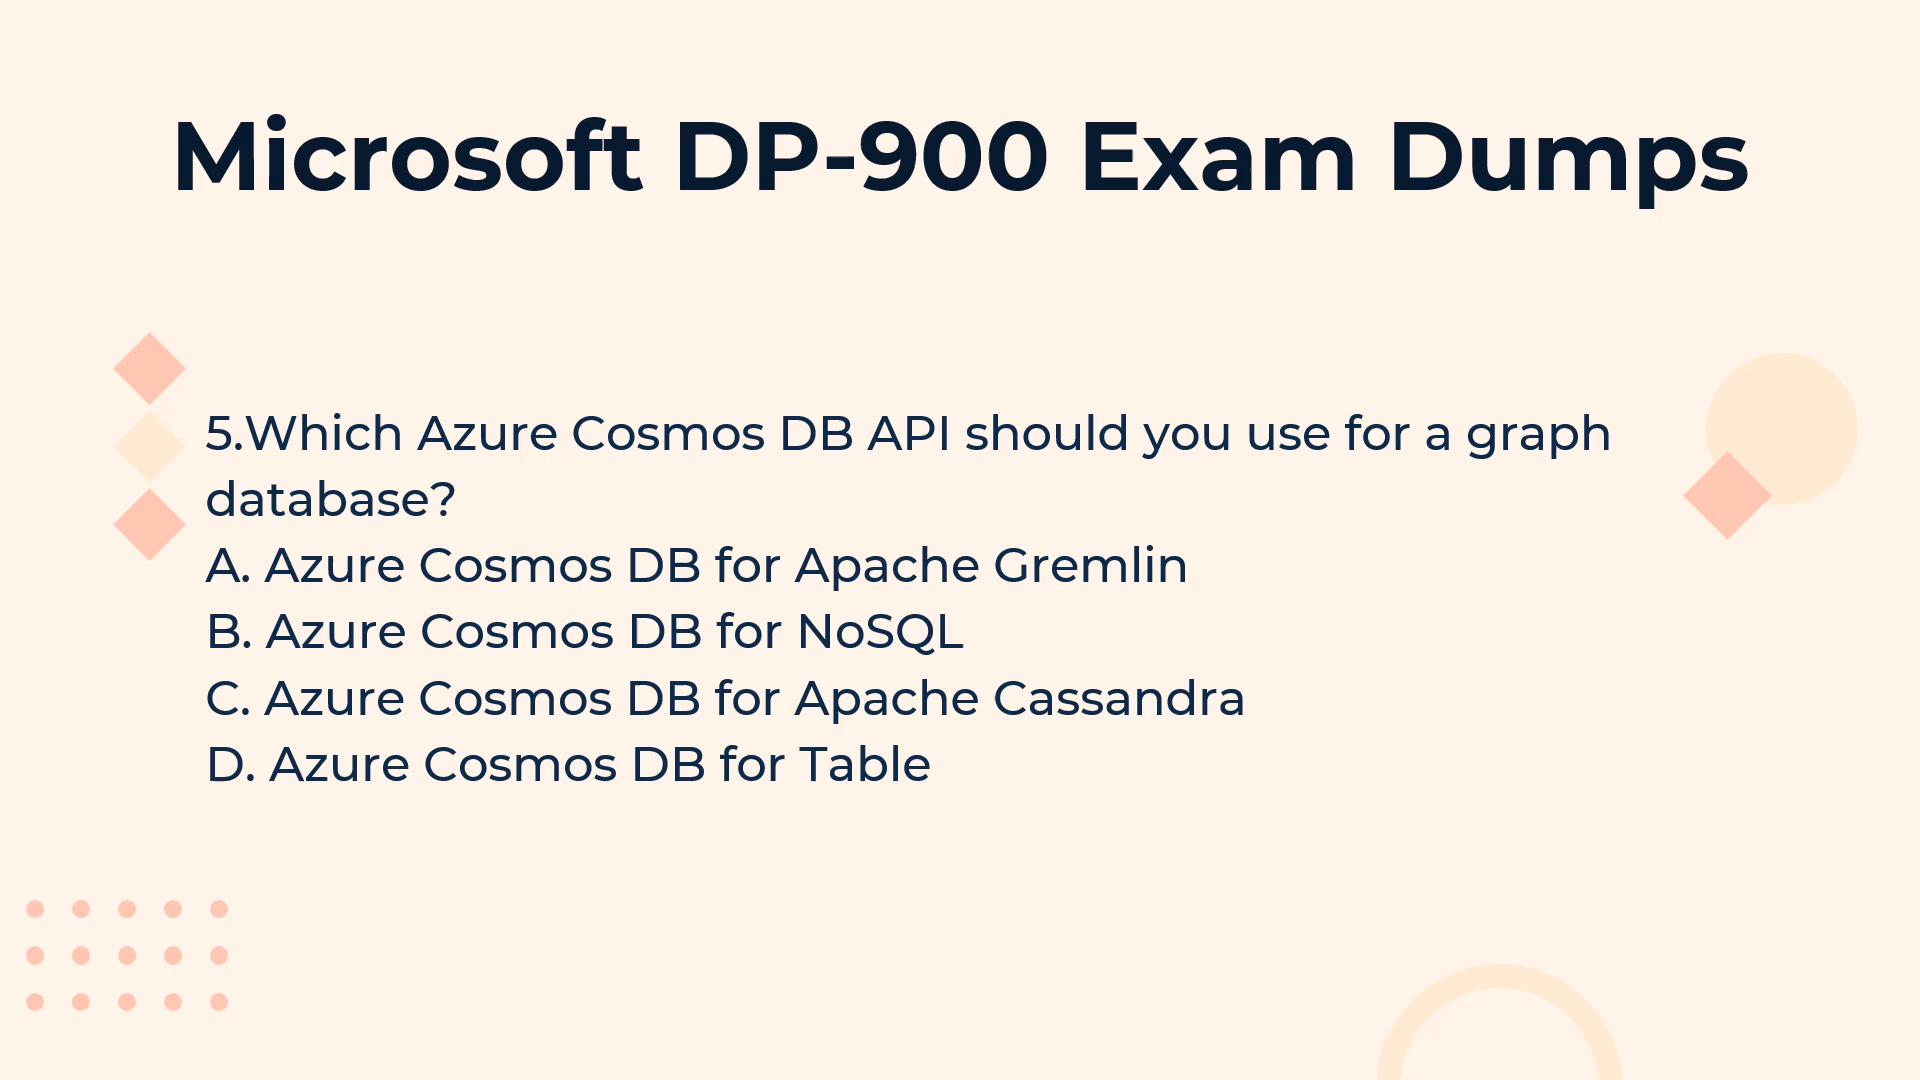 Microsoft DP-900 Exam Dumps
5.Which Azure Cosmos DB API should you use for a graph
database?
A. Azure Cosmos DB for Apache Gremlin
B. Azure Cosmos DB for NoSQL
C. Azure Cosmos DB for Apache Cassandra
D. Azure Cosmos DB for Table